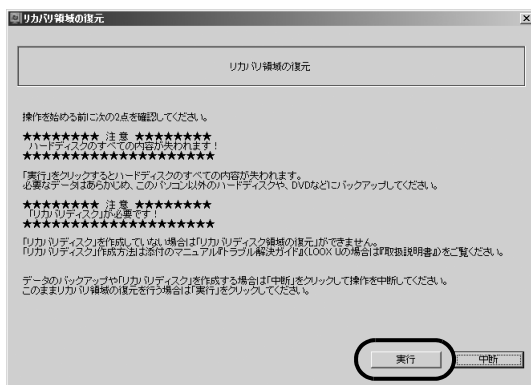 リカバリ領域の復元
リカバリ領域の復元
操作を始める前に次の2点を確認してください。
★★★★★★★★ 注 意 ★★★★★★★★
ハードディスクのすべての内容が失われます！
★★★★★★★★★★★★★★★★★★★★
「実行」をクリックするとハードディスクのすべての内容が失われます。
必要なデータはあらかじめ、このパソコン以外のハードディスクや、DVDなどにバックアップしてください。
★★★★★★★★ 注 意 ★★★★★★★★
「リカバリディスク」が必要です！
★★★★★★★★★★★★★★★★★★★★
「リカバリディスク」を作成していない場合は「リカバリディスク領域の復元」ができません。
「リカバリディスク」作成方法は添付のマニュアル『トラブル解決ガイド』(LOOX Uの場合は『取扱説明書』)をご覧ください。
データのバックアップや「リカバリディスク」を作成する場合は「中断」をクリックして操作を中断してください。
このままリカバリ領域の復元を行う場合は「実行」をクリックしてください。
実行 中断